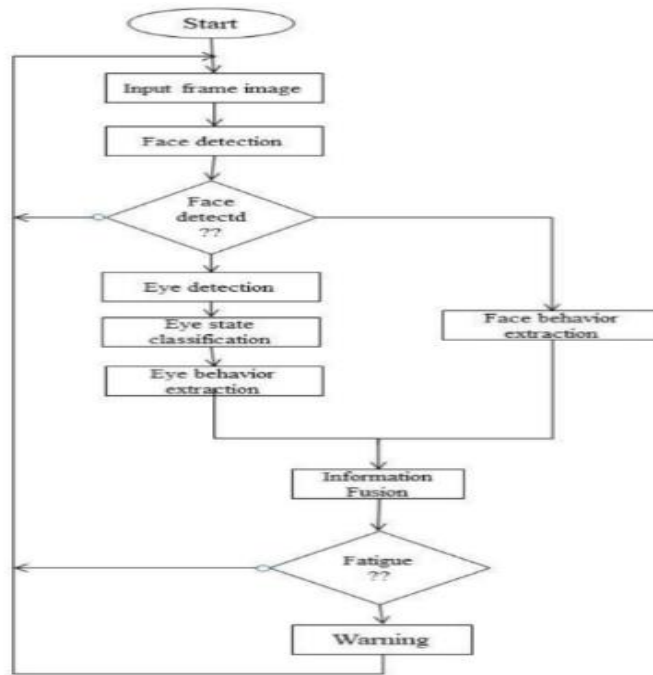 Start
Input frame image
Face detection
Face
detectd
??
Eye detection
Eye state
classification
Eye behavior
extraction
Face behavior
extraction
Information
Fusion
Fatigue
??
Warning